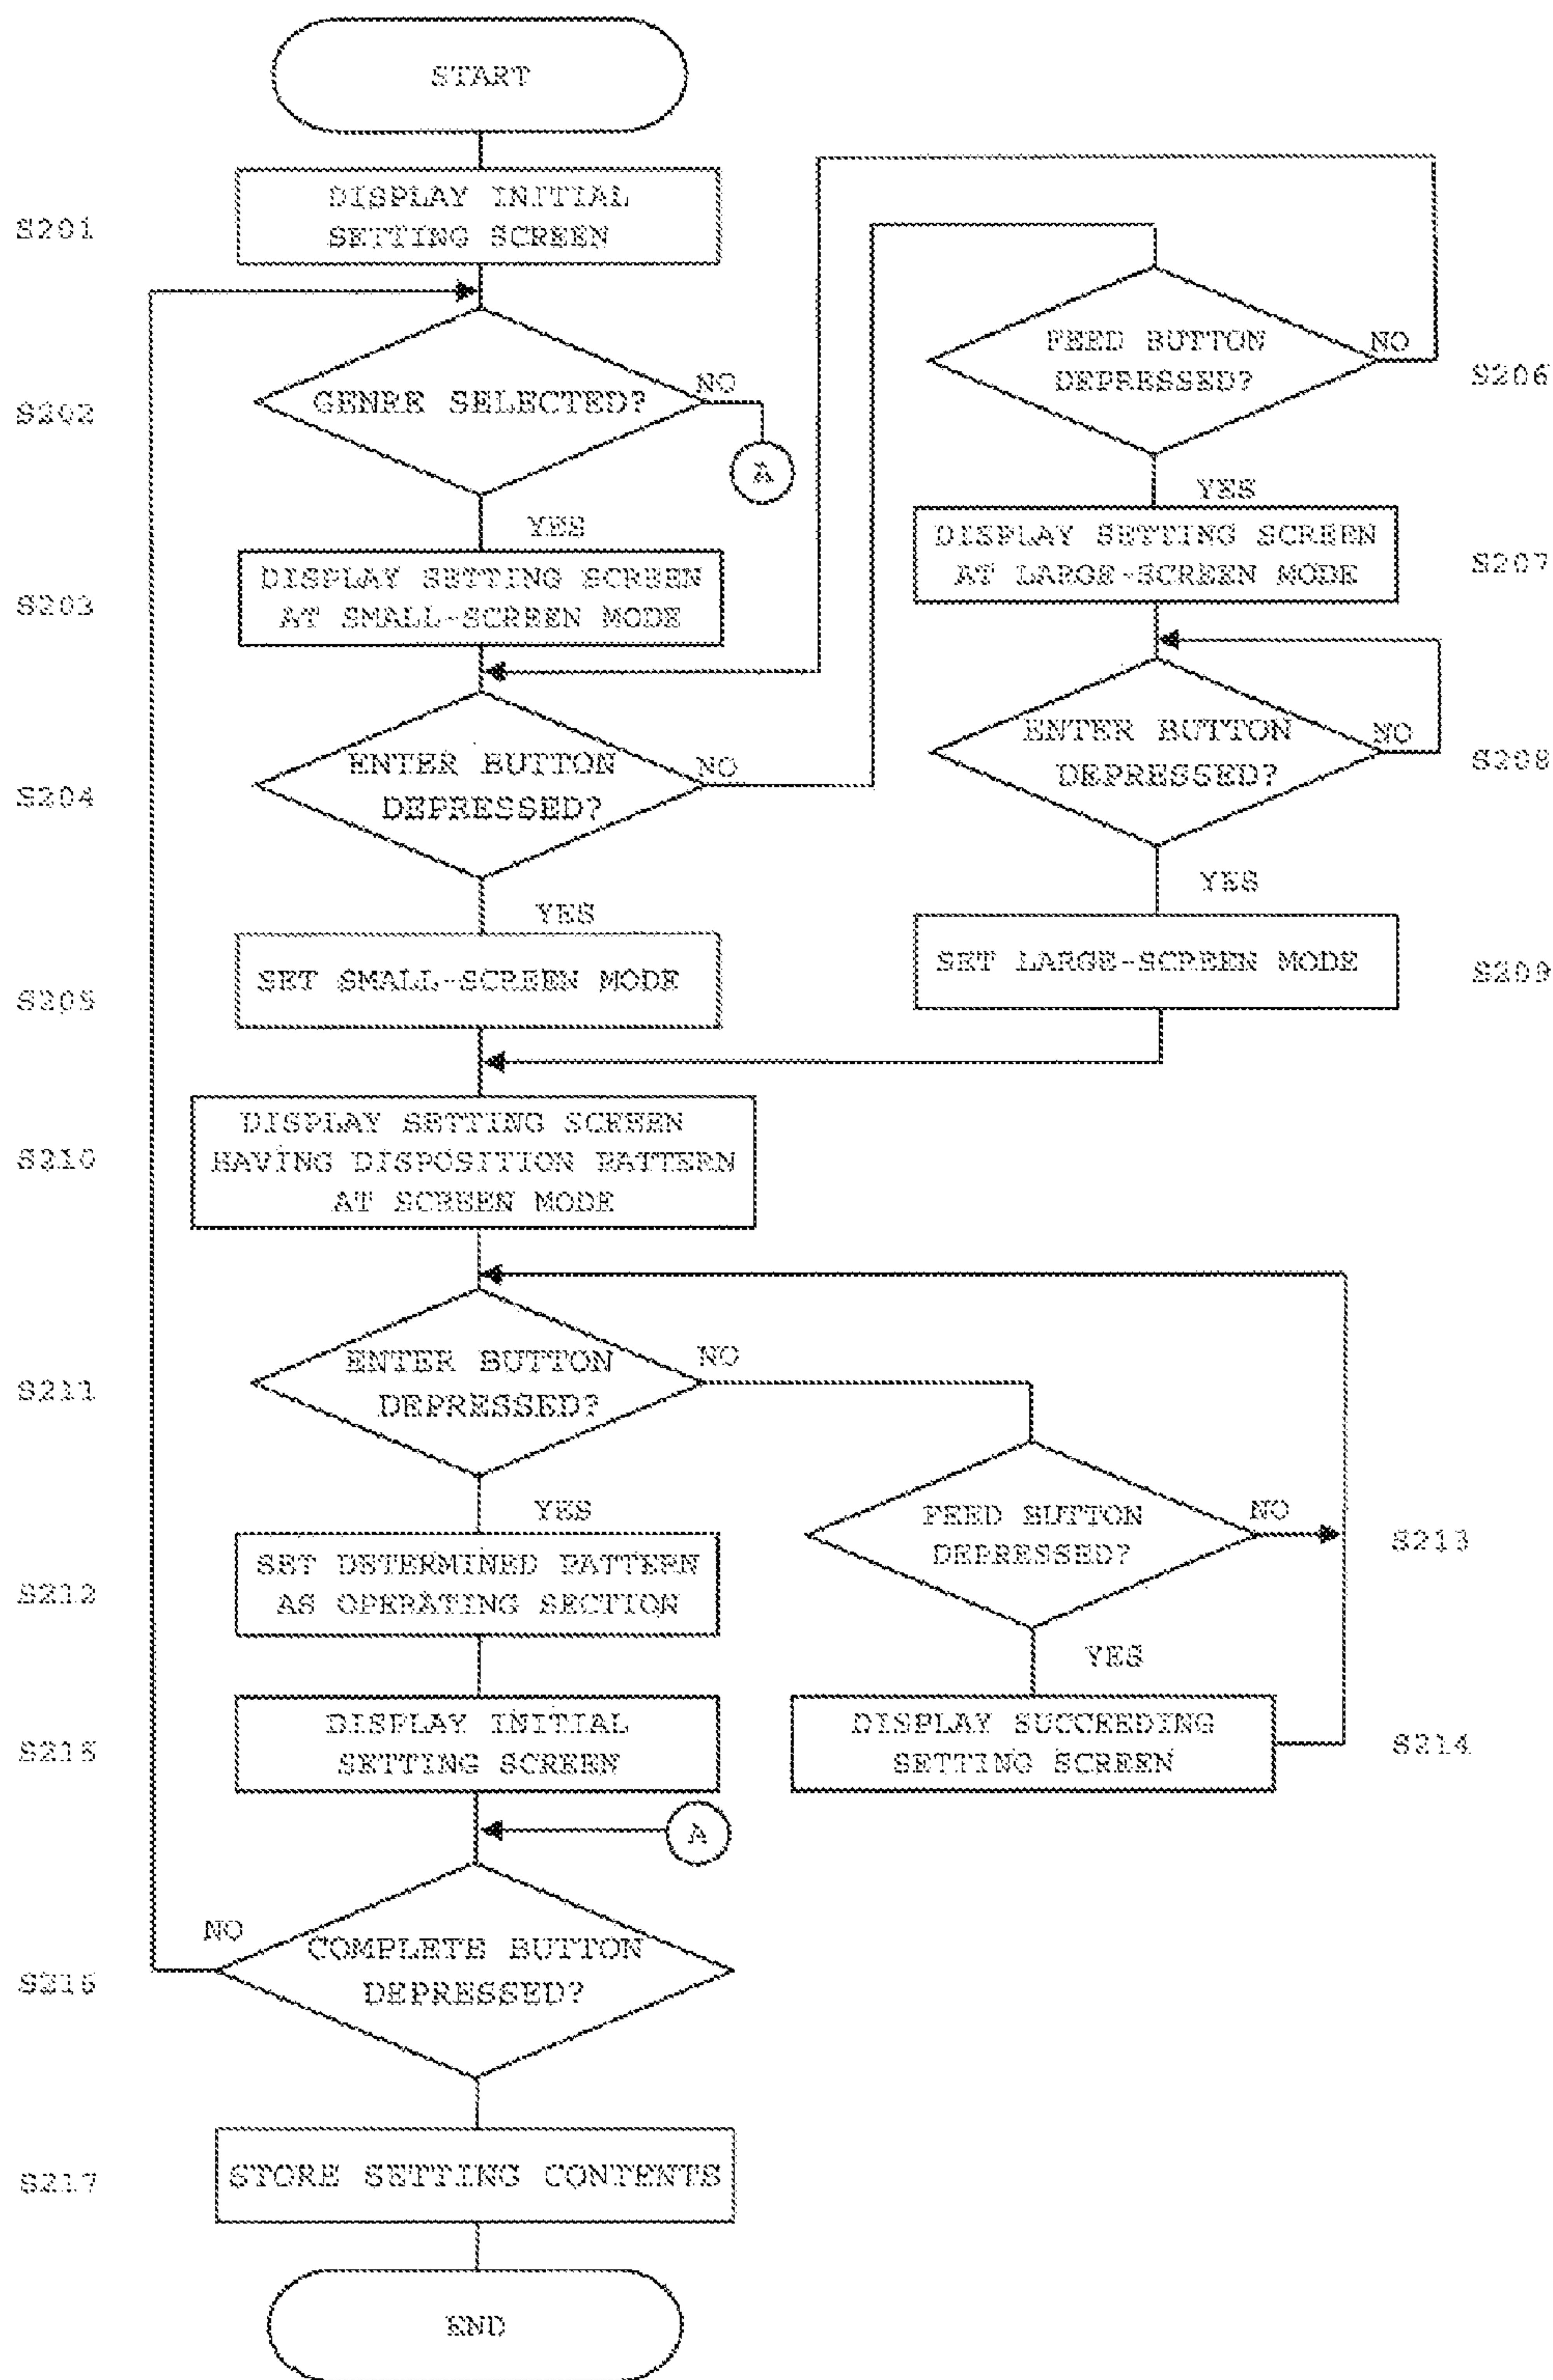 START
S201
DISPLAY INITIAL
SETTING SCREEN
S202
GENRE SELECTED?
NO
A
YES
S203
DISPLAY SETTING SCREEN
AT SMALL-SCREEN MODE
S204
ENTER BUTTON
DEPRESSED?
NO
YES
S205
SET SMALL-SCREEN MODE
FEED BUTTON
DEPRESSED?
NO
S206
YES
DISPLAY SETTING SCREEN
AT LARGE-SCREEN MODE
S207
ENTER BUTTON
DEPRESSED?
NO
S208
YES
SET LARGE-SCREEN MODE
S209
S210
DISPLAY SETTING SCREEN
HAVING DISPOSITION PATTERN
AT SCREEN MODE
S211
ENTER BUTTON
DEPRESSED?
NO
YES
S212
SET DETERMINED PATTERN
AS OPERATING SECTION
FEED BUTTON
DEPRESSED?
NO
S213
YES
DISPLAY SUCCEEDING
SETTING SCREEN
S214
S215
DISPLAY INITIAL
SETTING SCREEN
A
NO
S216
COMPLETE BUTTON
DEPRESSED?
S217
STORE SETTING CONTENTS
END